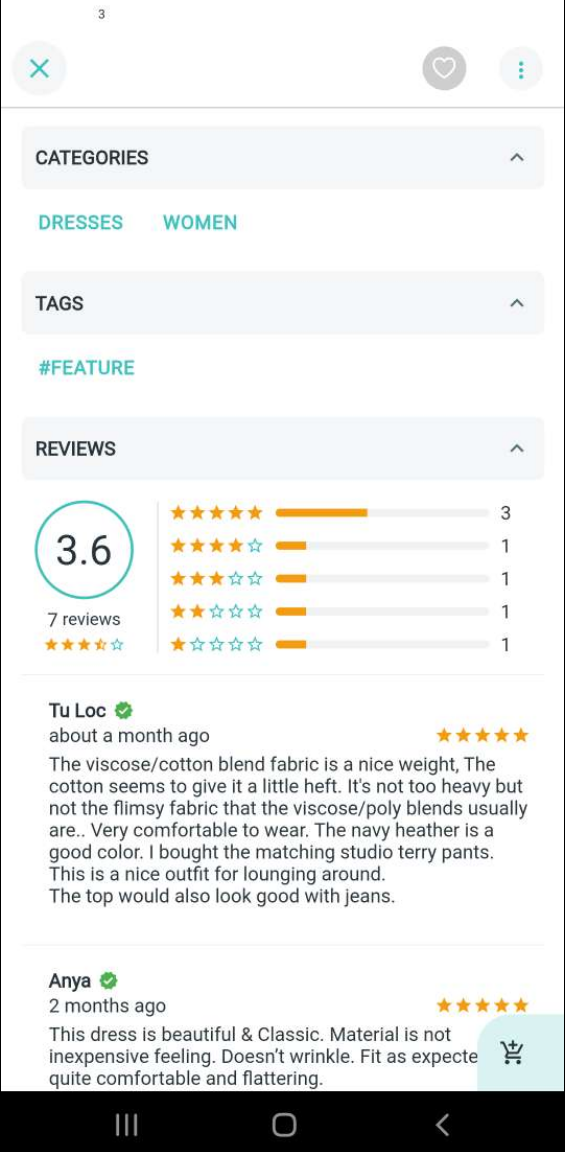 3
CATEGORIES
DRESSES WOMEN
TAGS
#FEATURE
REVIEWS
3.6
7 reviews
3
1
1
1
1
Tu Loc
about a month ago
The viscose/cotton blend fabric is a nice weight, The
cotton seems to give it a little heft. It's not too heavy but
not the flimsy fabric that the viscose/poly blends usually
are.. Very comfortable to wear. The navy heather is a
good color. I bought the matching studio terry pants.
This is a nice outfit for lounging around.
The top would also look good with jeans.
Anya
2 months ago
This dress is beautiful & Classic. Material is not
inexpensive feeling. Doesn't wrinkle. Fit as expecte
quite comfortable and flattering.